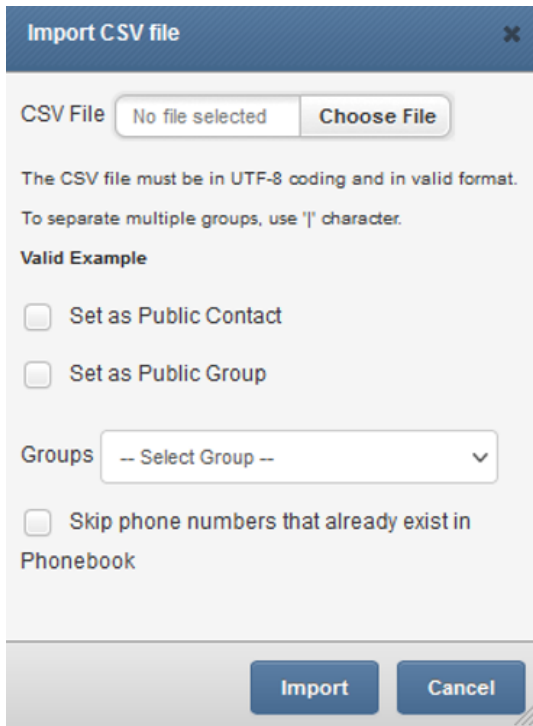 Import CSV file
CSV File No file selected Choose File
The CSV file must be in UTF-8 coding and in valid format.
To separate multiple groups, use '|' character.
Valid Example
Set as Public Contact
Set as Public Group
Groups -- Select Group --
Skip phone numbers that already exist in
Phonebook
Import Cancel